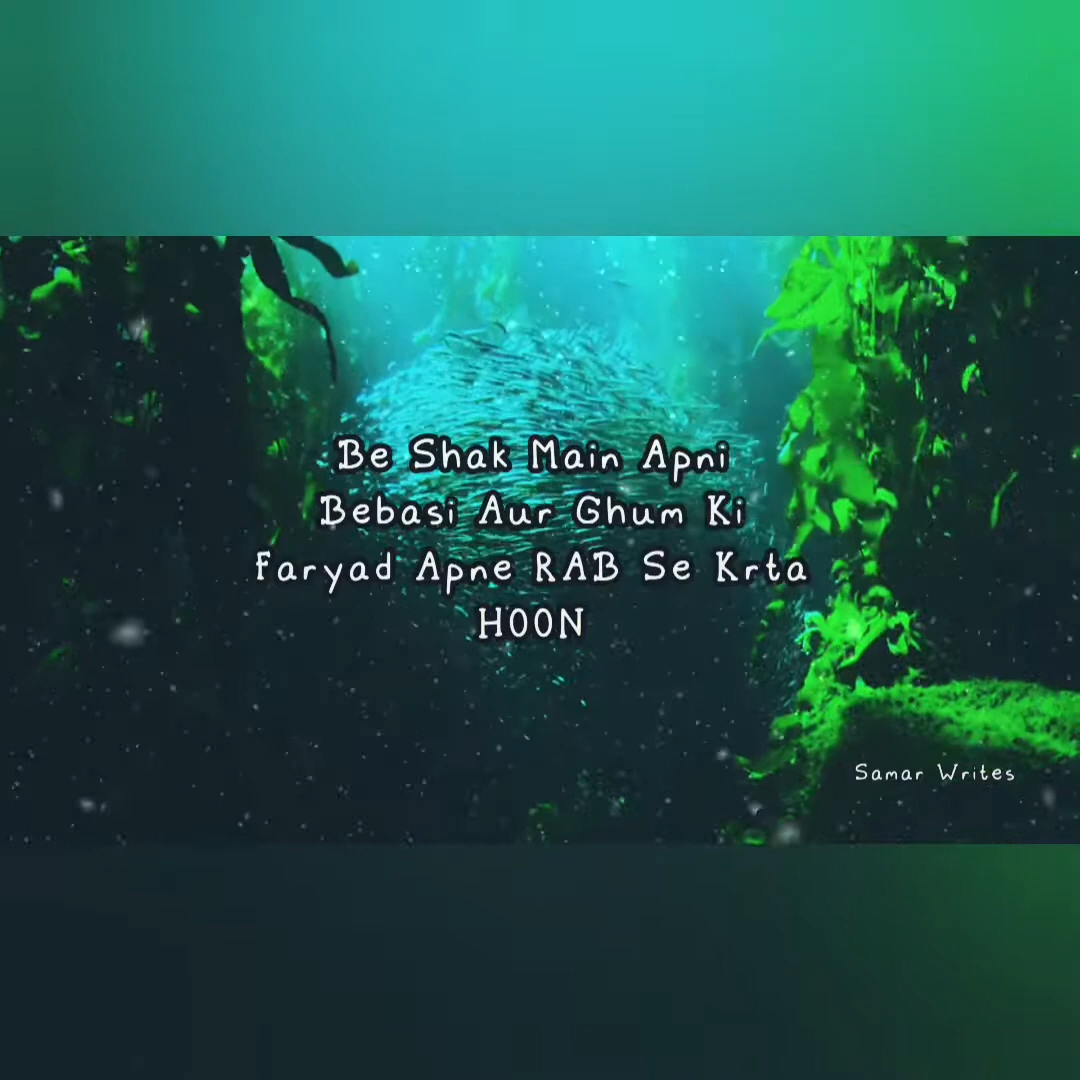 Be Shak Main Apni
Bebasi Aur Ghum Ki
Faryad Apne RAB Se Krta
HOON
Samar Writes